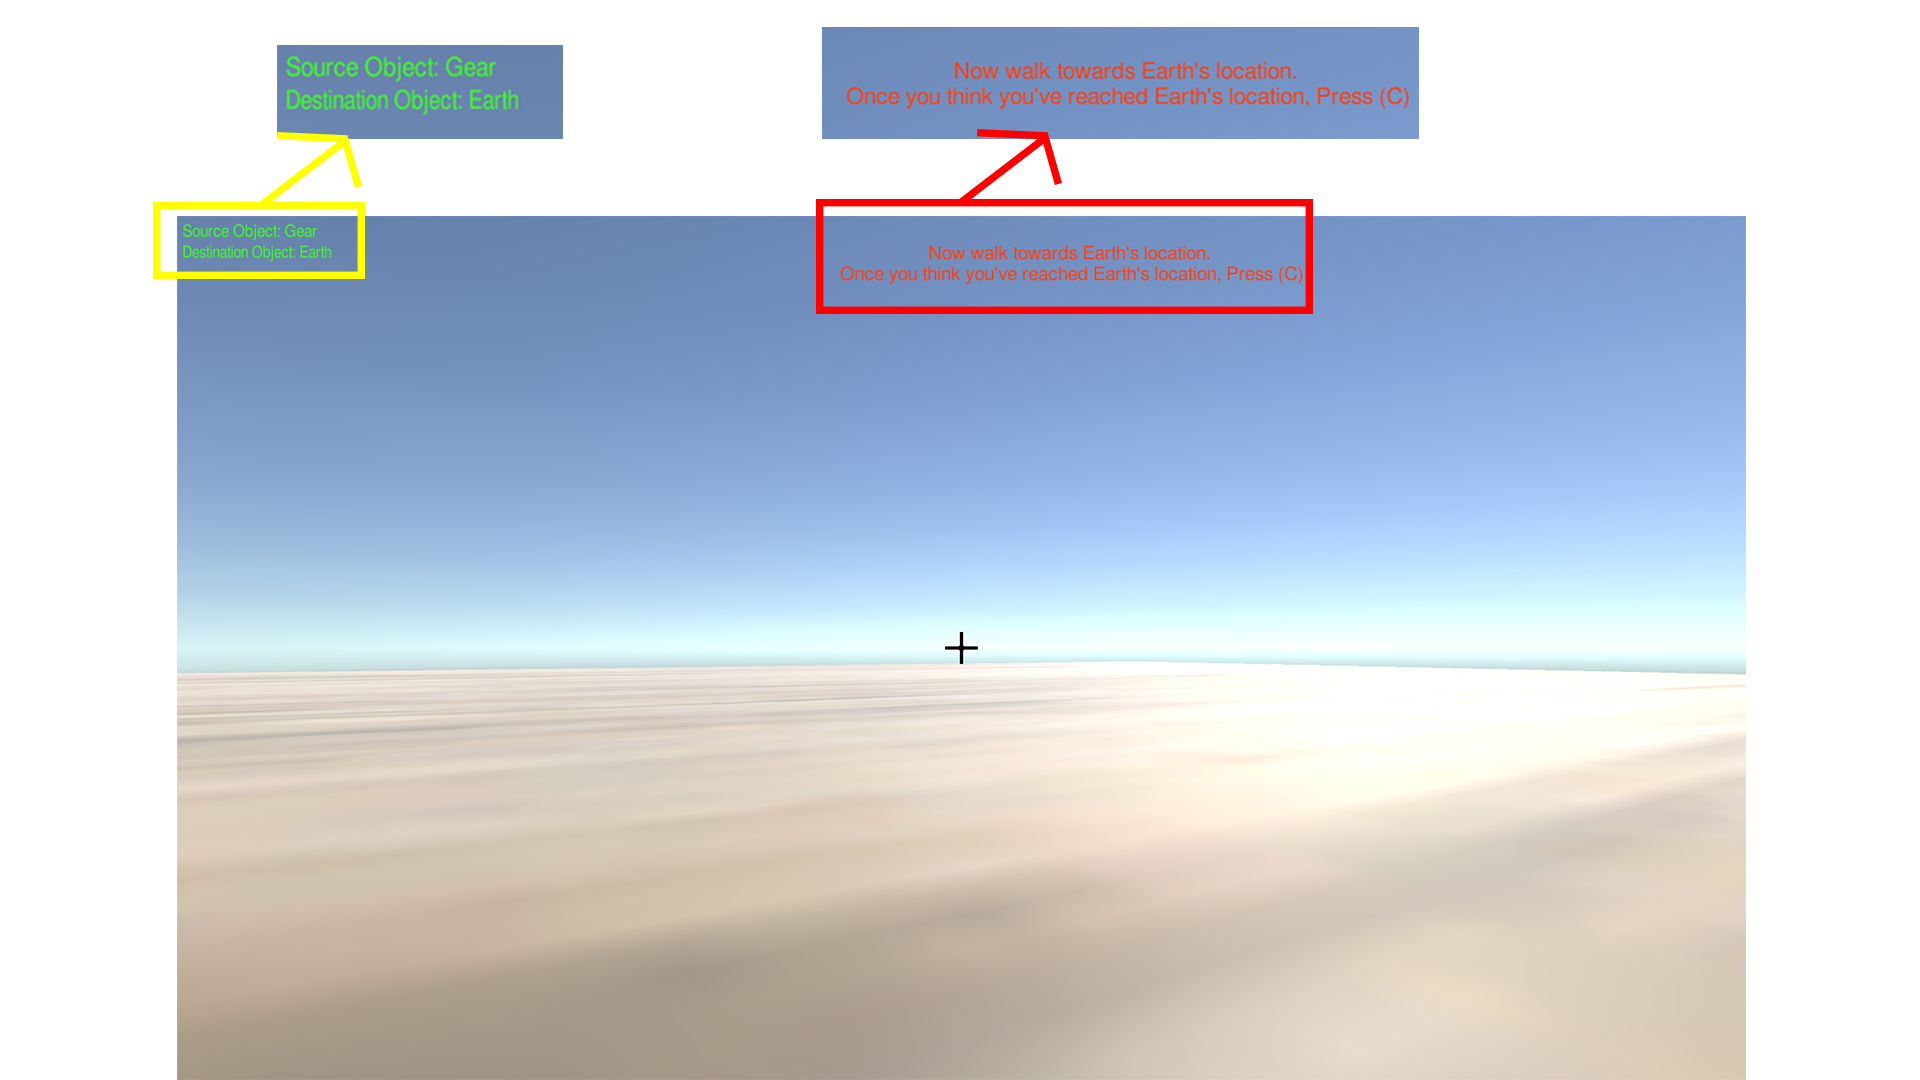 Source Object: Gear
Destination Object: Earth
Now walk towards Earth's location.
Once you think you've reached Earth's location, Press (C)
Source Object: Gear
Destination Object: Earth
Now walk towards Earth's location.
Once you think you've reached Earth's location, Press (C)